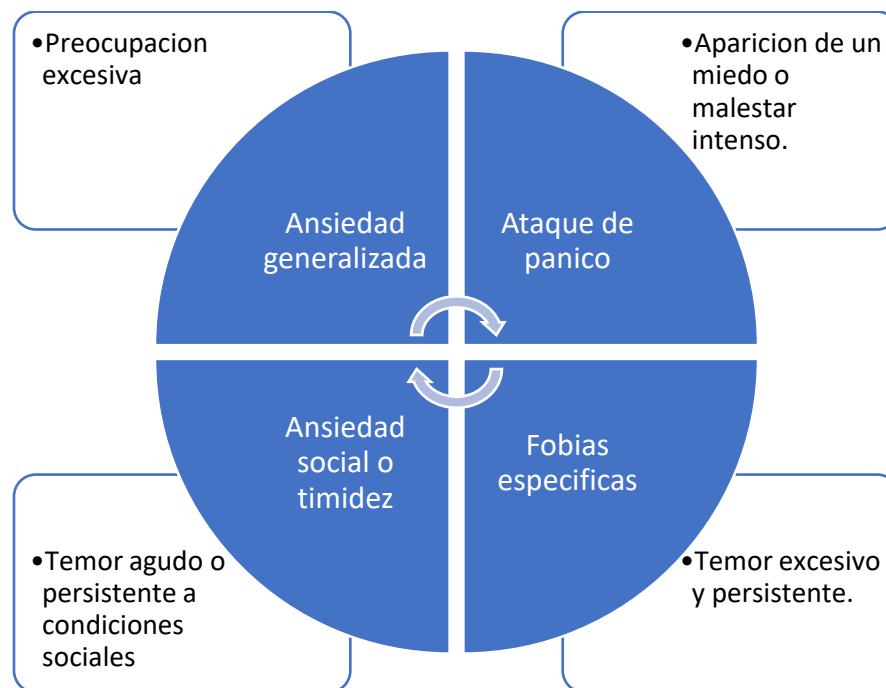 •Preocupacion
excesiva
•Aparicion de un
miedo o
malestar
intenso.
Ansiedad
generalizada
Ataque de
panico
Ansiedad
social o
timidez
Fobias
especificas
•Temor agudo o
persistente a
condiciones
sociales
•Temor excesivo
y persistente.